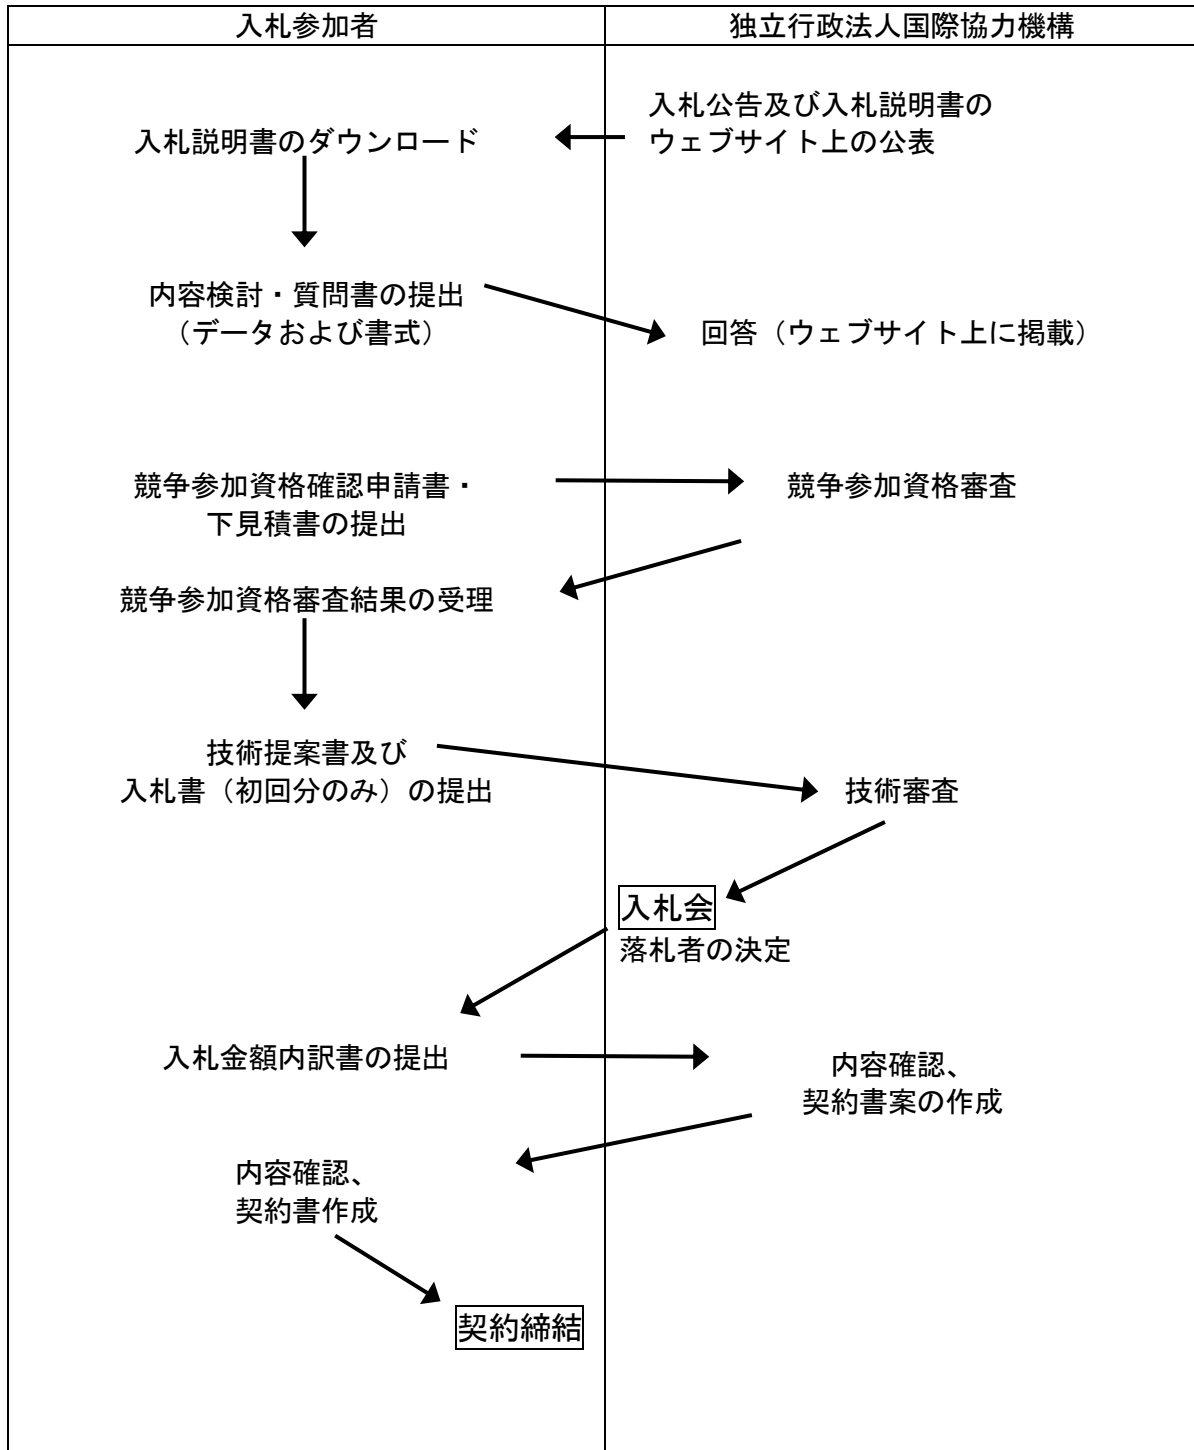 入札参加者
独立行政法人国際協力機構
入札公告及び入札説明書の
ウェブサイト上の公表
入札説明書のダウンロード
内容検討・質問書の提出
（データおよび書式）
回答（ウェブサイト上に掲載）
競争参加資格確認申請書・
下見積書の提出
競争参加資格審査
競争参加資格審査結果の受理
技術提案書及び
入札書（初回分のみ）の提出
技術審査
入札会
落札者の決定
入札金額内訳書の提出
内容確認、
契約書案の作成
内容確認、
契約書作成
契約締結